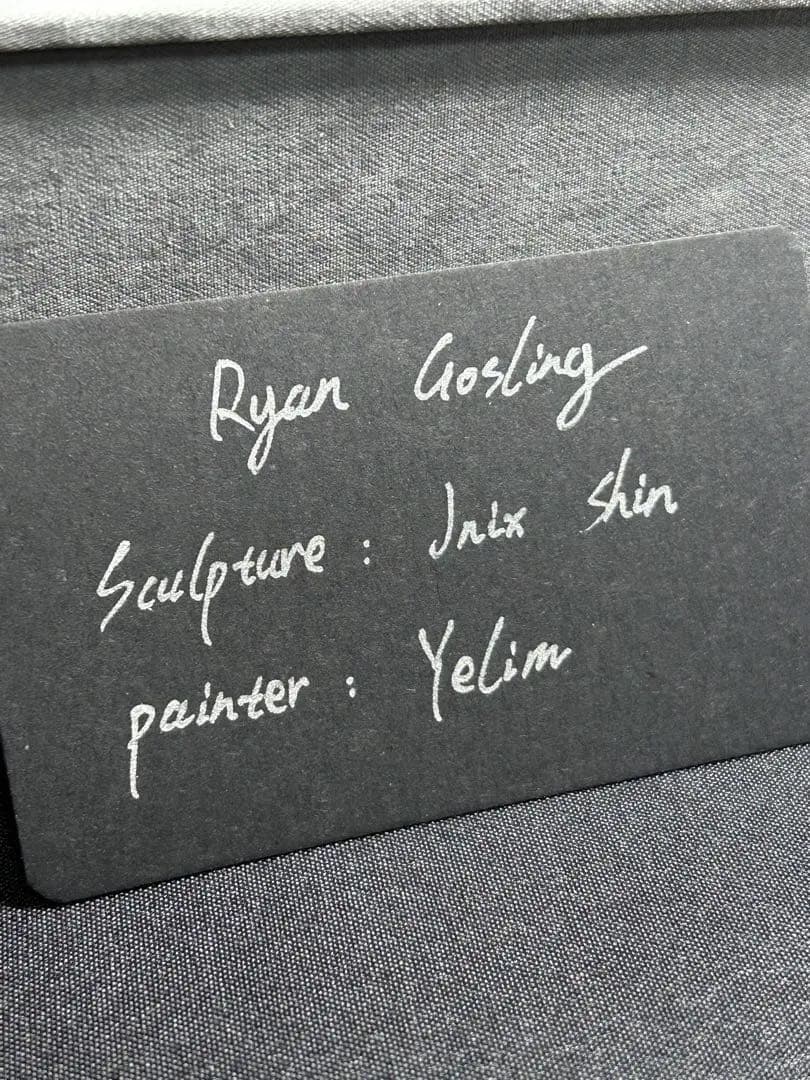 Ryan Gosling
Sculpture : Jnix Shin
painter : Yelim